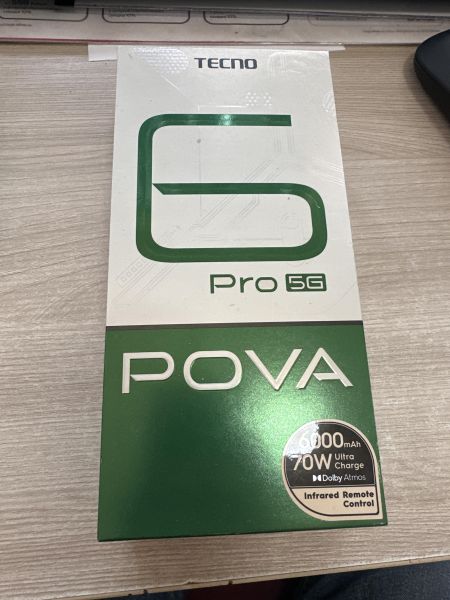 TECNO
6
Pro 5G
POVA
6000mAh
70W Ultra Charge
Dolby Atmos
Infrared Remote
Control